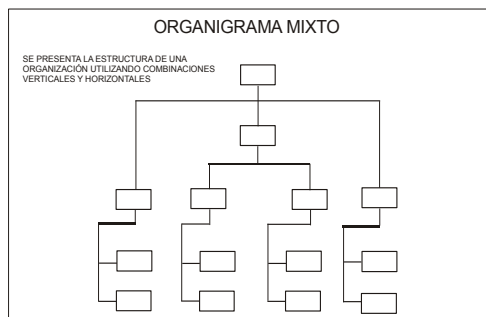 ORGANIGRAMA MIXTO
SE PRESENTA LA ESTRUCTURA DE UNA
ORGANIZACIÓN UTILIZANDO COMBINACIONES
VERTICALES Y HORIZONTALES